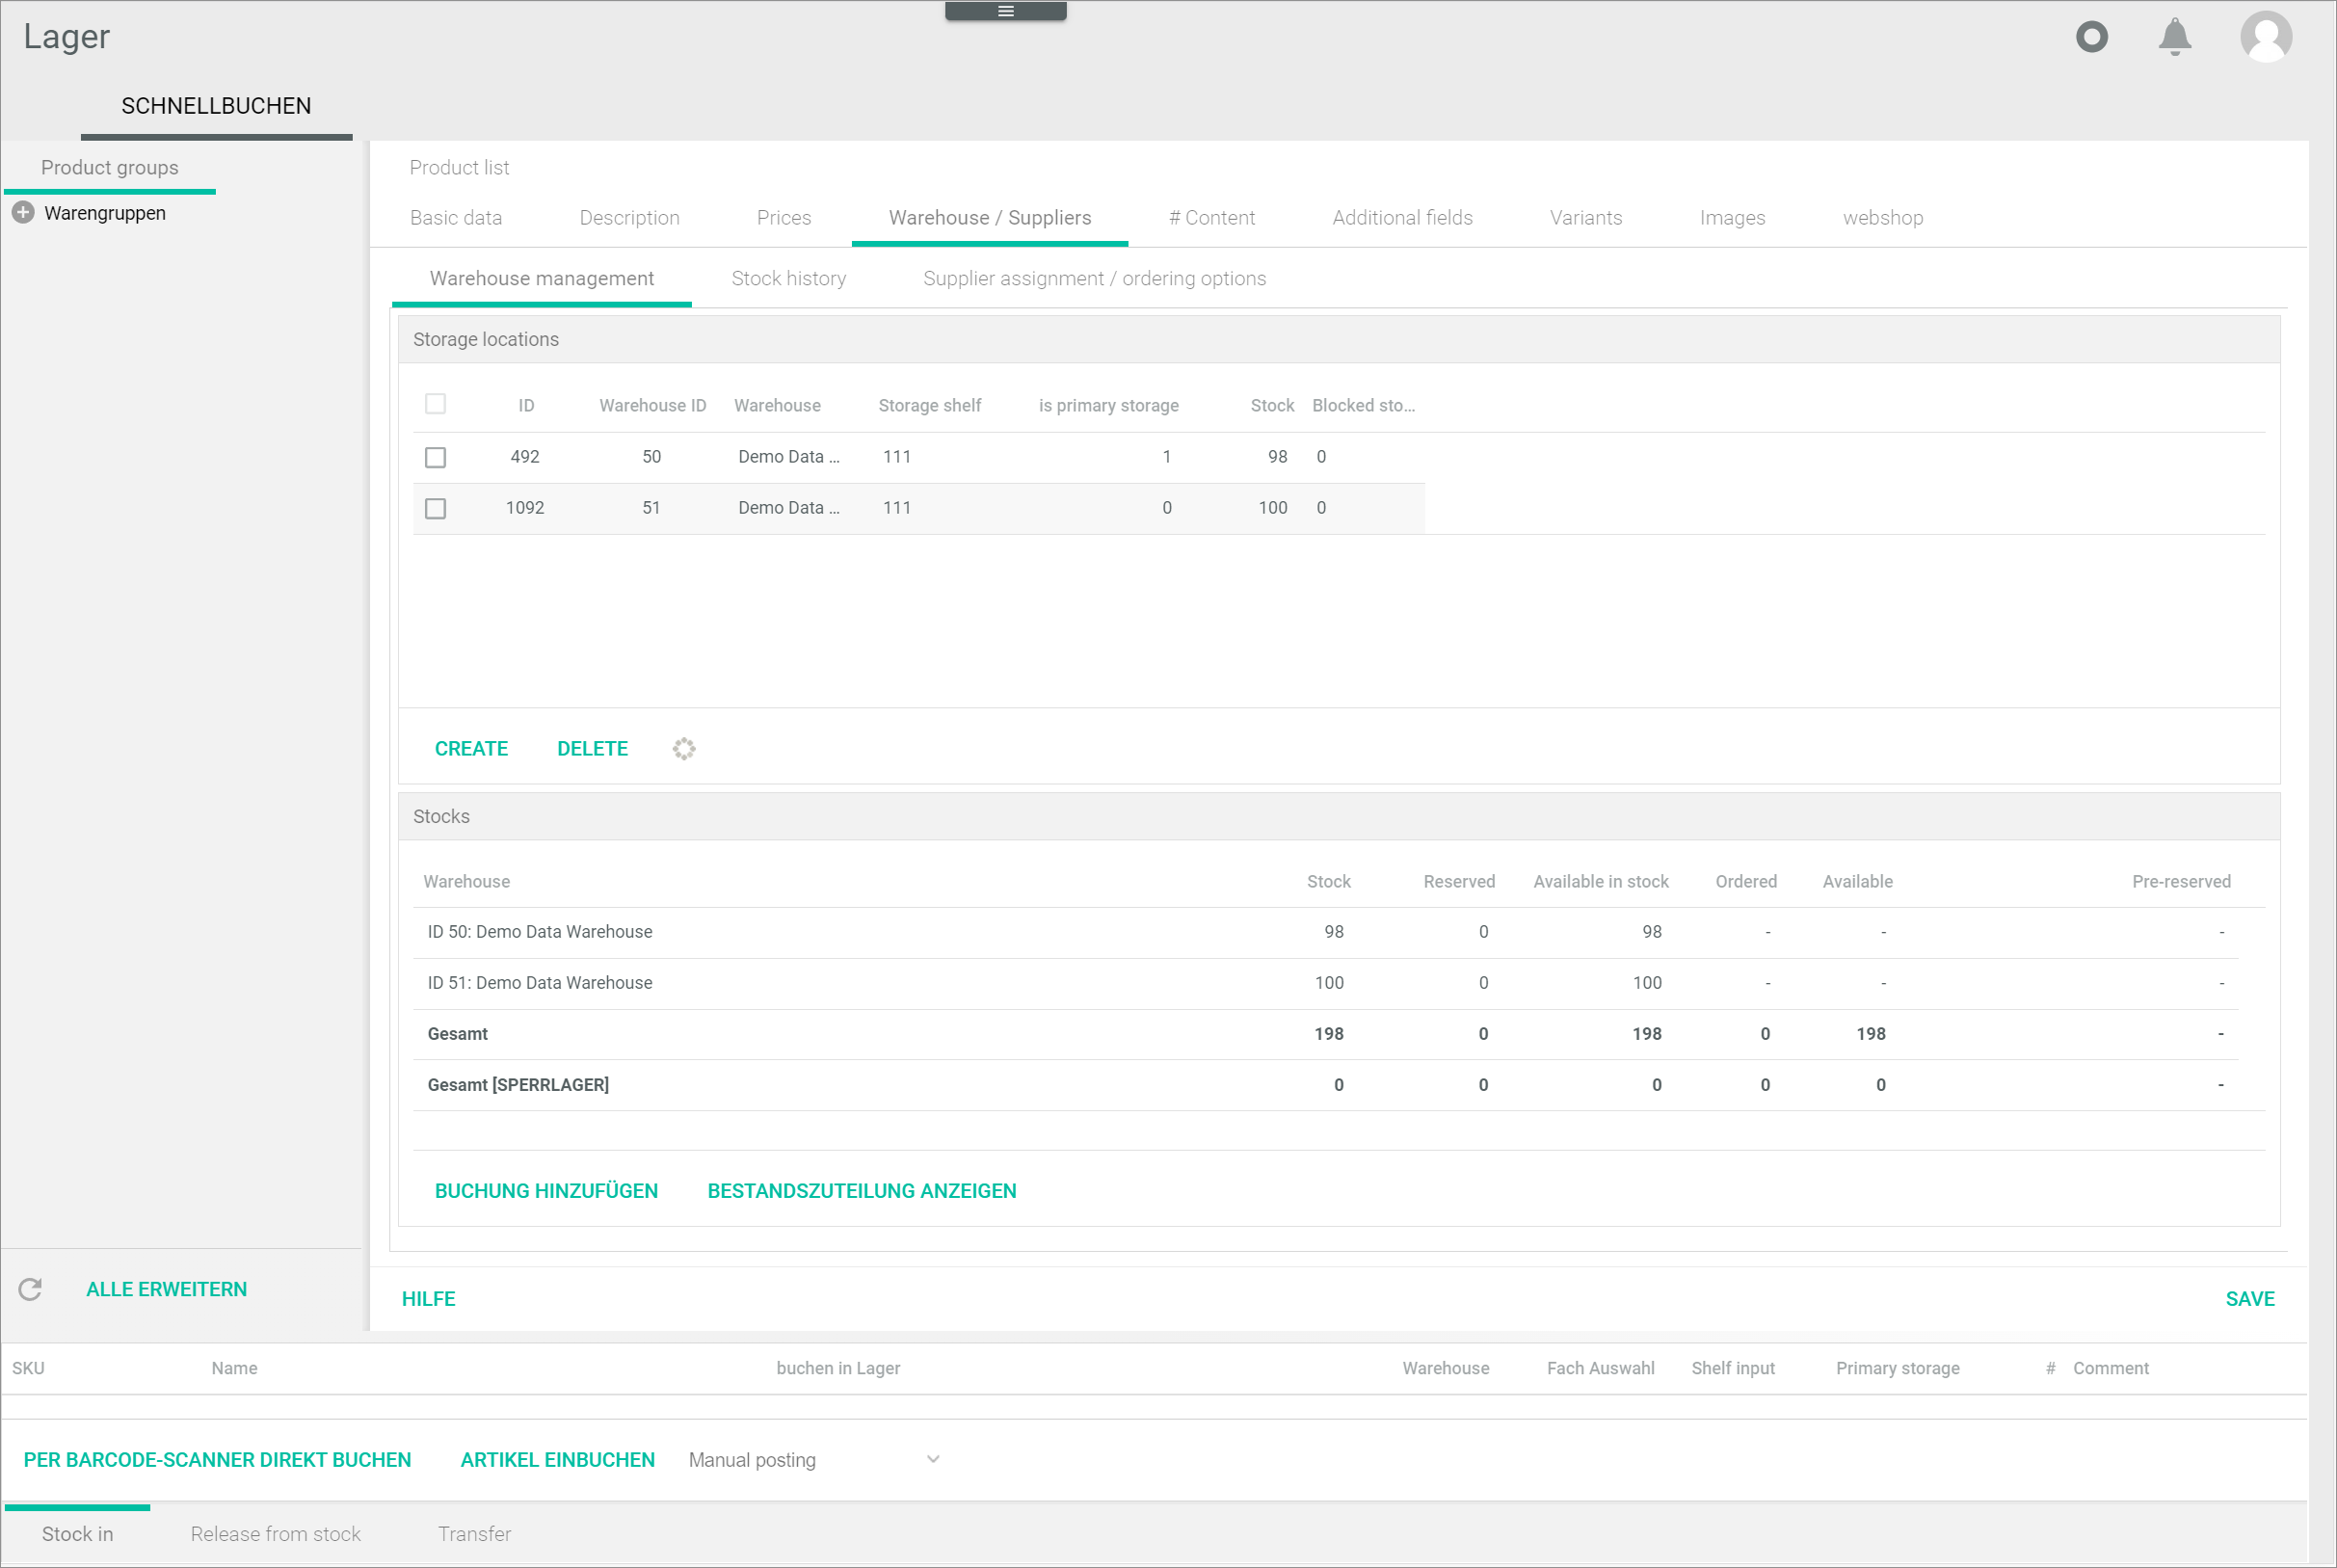 Lager
SCHNELLBUCHEN
Product groups
Warengruppen
Product list
Basic data Description Prices Warehouse / Suppliers # Content Additional fields Variants Images webshop
Warehouse management Stock history Supplier assignment / ordering options
Storage locations
ID Warehouse ID Warehouse Storage shelf is primary storage Stock Blocked sto...
492 50 Demo Data ... 111 1 98 0
1092 51 Demo Data ... 111 0 100 0
CREATE DELETE
Stocks
Warehouse Stock Reserved Available in stock Ordered Available Pre-reserved
ID 50: Demo Data Warehouse 98 0 98 - - -
ID 51: Demo Data Warehouse 100 0 100 - - -
Gesamt 198 0 198 0 198 -
Gesamt [SPERRLAGER] 0 0 0 0 0 -
BUCHUNG HINZUFÜGEN BESTANDSZUTEILUNG ANZEIGEN
ALLE ERWEITERN
HILFE SAVE
SKU Name buchen in Lager Warehouse Fach Auswahl Shelf input Primary storage # Comment
PER BARCODE-SCANNER DIREKT BUCHEN ARTIKEL EINBUCHEN Manual posting
Stock in Release from stock Transfer